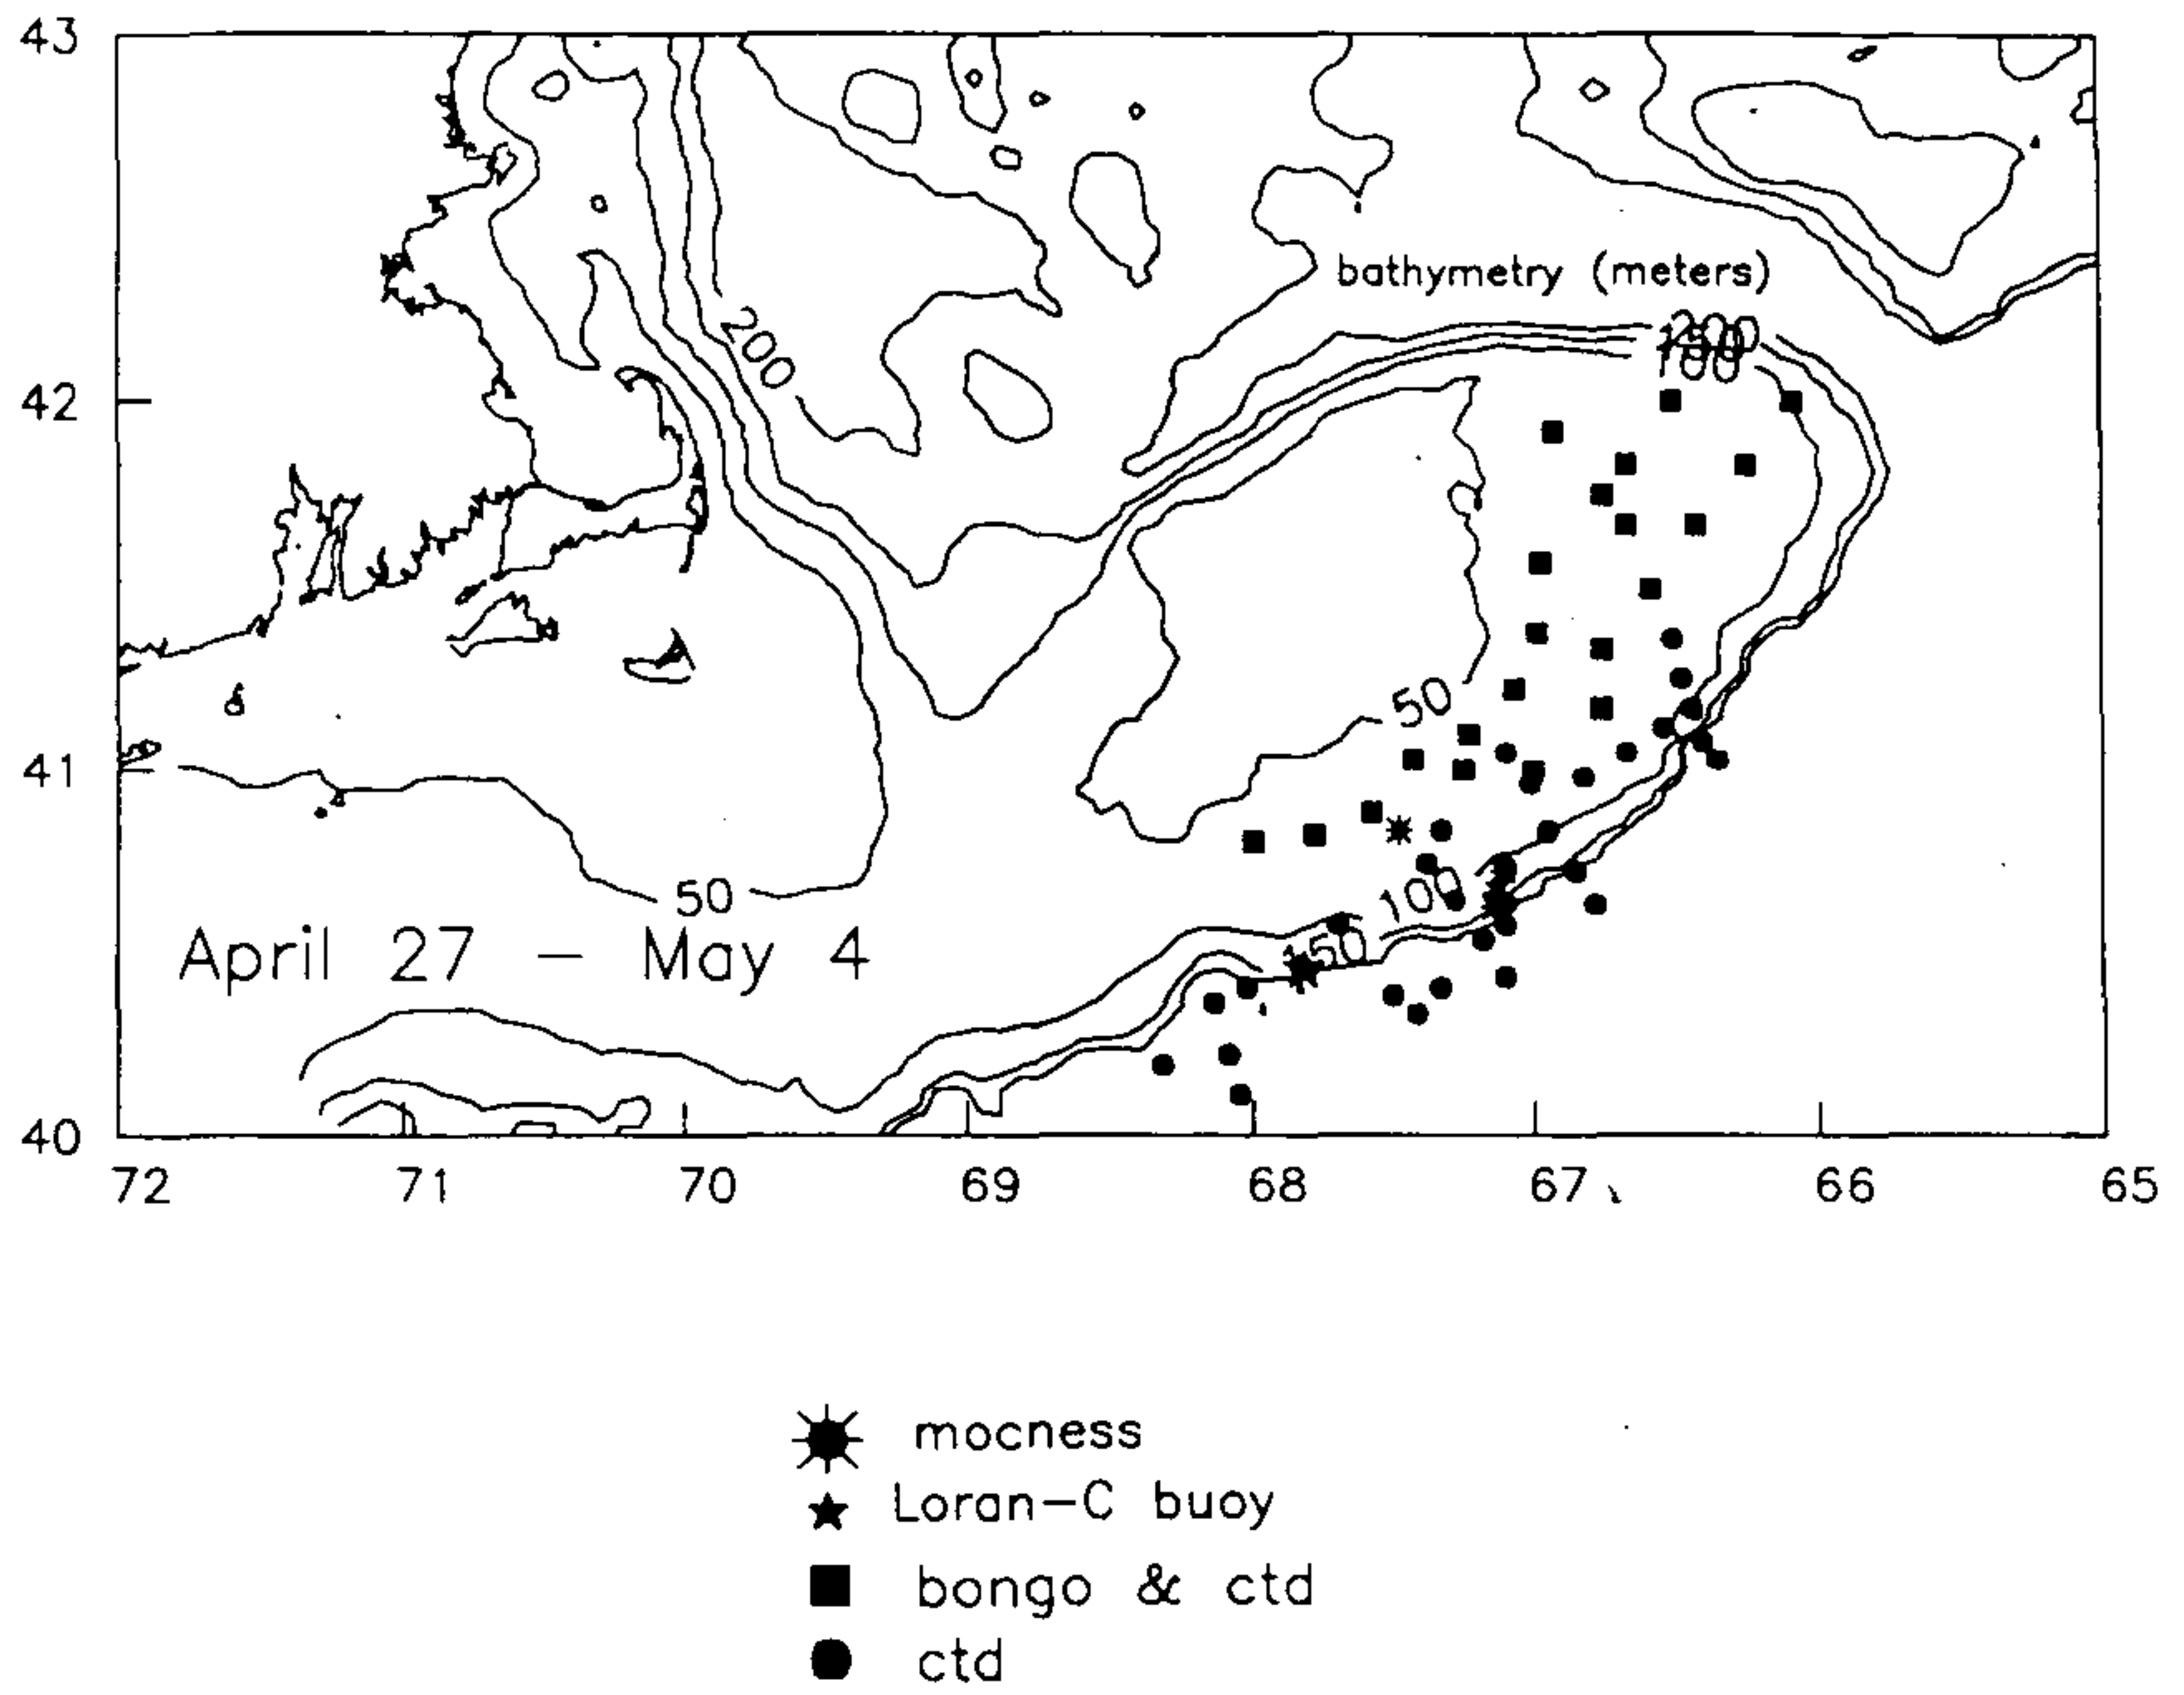 43
bathymetry (meters)
200
200
150
100
42
50
41
100
50
150
April 27 — May 4
40
72 71 70 69 68 67 66 65
mocness
Loran-C buoy
bongo & ctd
ctd